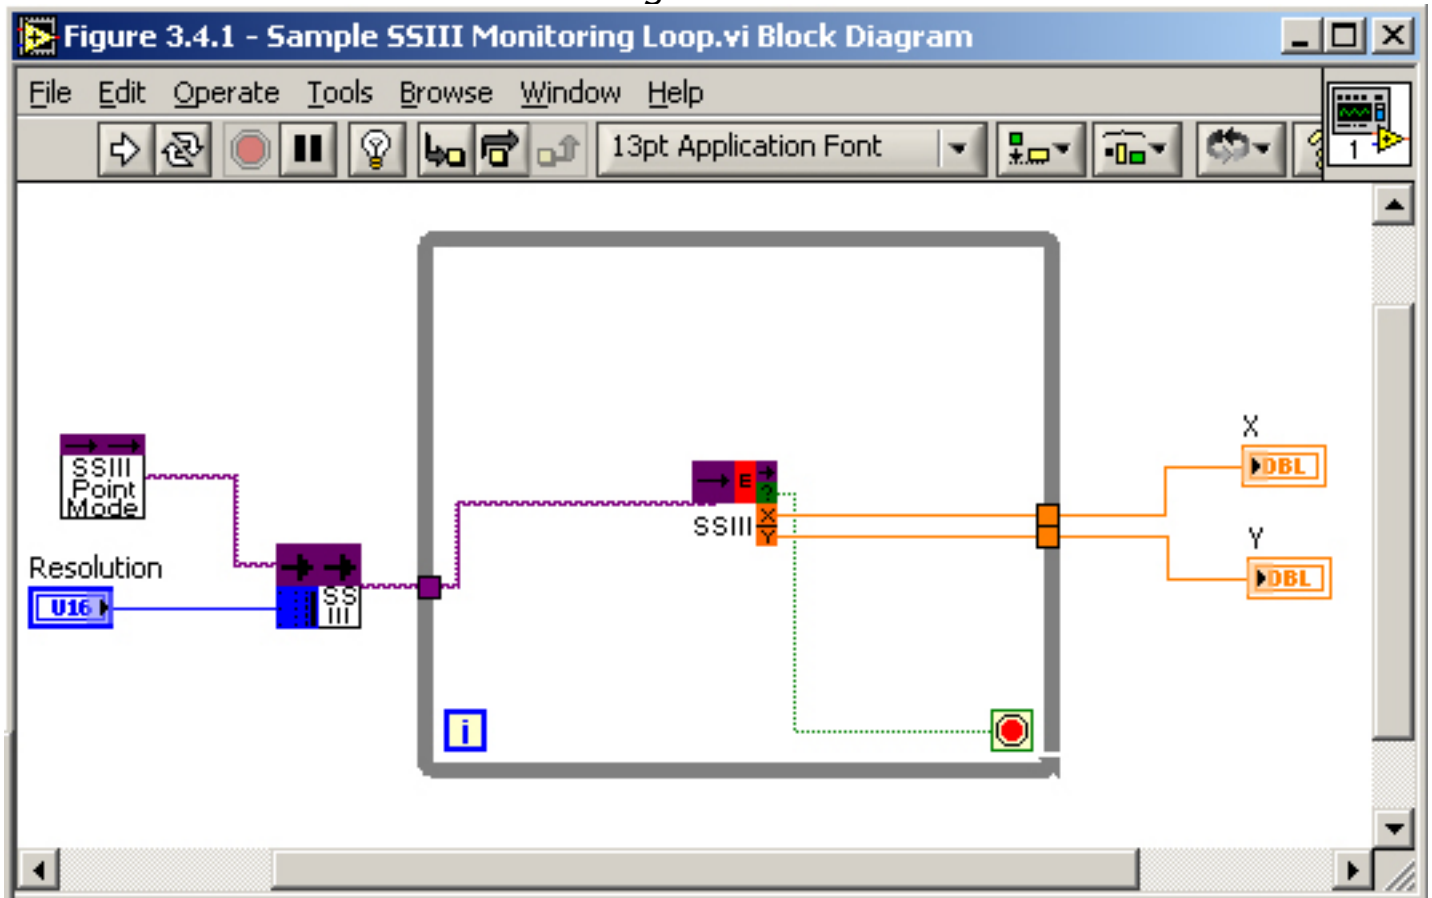 Figure 3.4.1 - Sample SSIII Monitoring Loop.vi Block Diagram
File Edit Operate Tools Browse Window Help
13pt Application Font
?
1
SSIII
Point
Mode
Resolution
U16
SS
III
E
?
SSIII
X
Y
i
X
DBL
Y
DBL